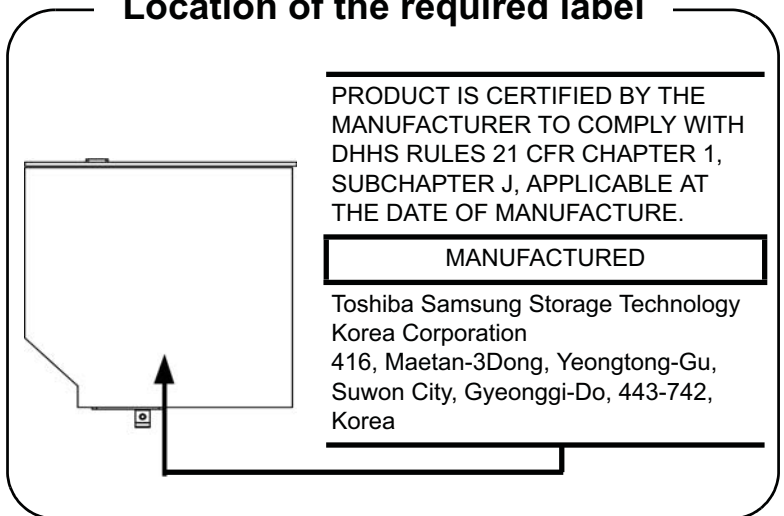 Location of the required label
PRODUCT IS CERTIFIED BY THE
MANUFACTURER TO COMPLY WITH
DHHS RULES 21 CFR CHAPTER 1,
SUBCHAPTER J, APPLICABLE AT
THE DATE OF MANUFACTURE.
MANUFACTURED
Toshiba Samsung Storage Technology
Korea Corporation
416, Maetan-3Dong, Yeongtong-Gu,
Suwon City, Gyeonggi-Do, 443-742,
Korea